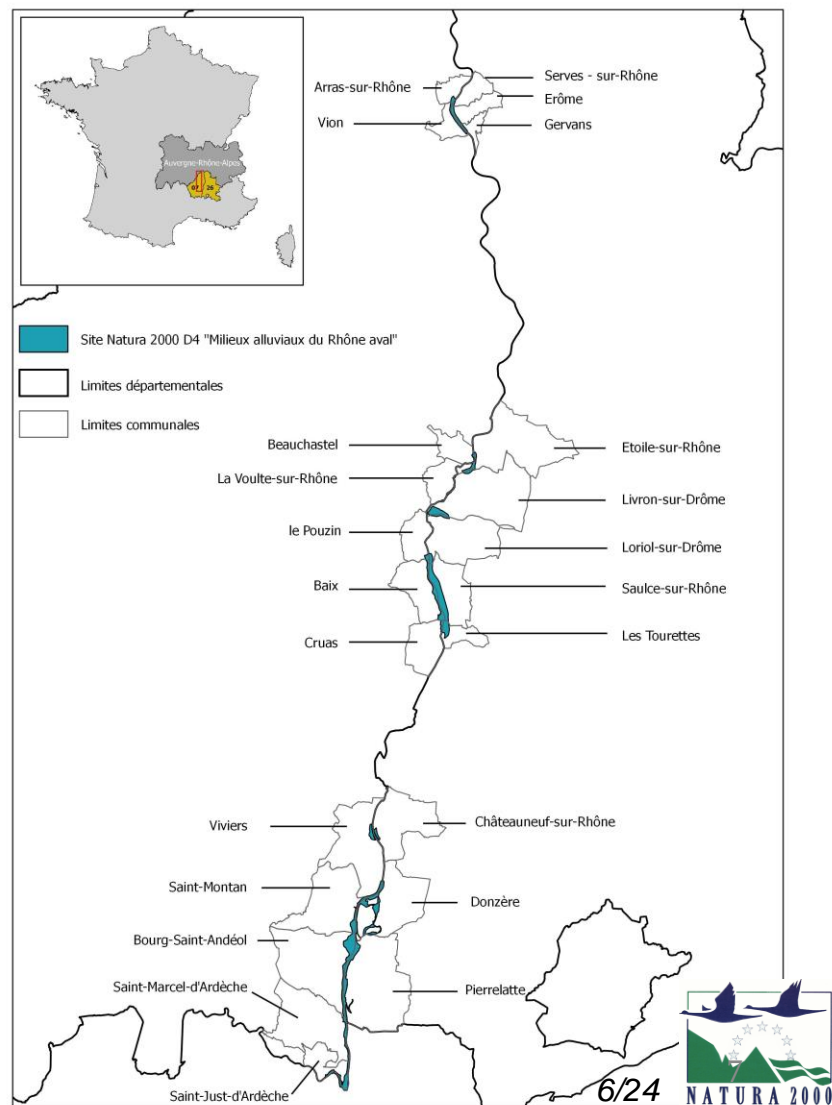 Auvergne-Rhône-Alpes
07 26
Site Natura 2000 D4 "Milieux alluviaux du Rhône aval"
Limites départementales
Limites communales
Arras-sur-Rhône
Serves - sur-Rhône
Erôme
Vion
Gervans
Beauchastel
Etoile-sur-Rhône
La Voulte-sur-Rhône
Livron-sur-Drôme
le Pouzin
Loriol-sur-Drôme
Baix
Saulce-sur-Rhône
Cruas
Les Tourettes
Viviers
Châteauneuf-sur-Rhône
Saint-Montan
Donzère
Bourg-Saint-Andéol
Saint-Marcel-d'Ardèche
Pierrelatte
Saint-Just-d'Ardèche
6/24
NATURA 2000